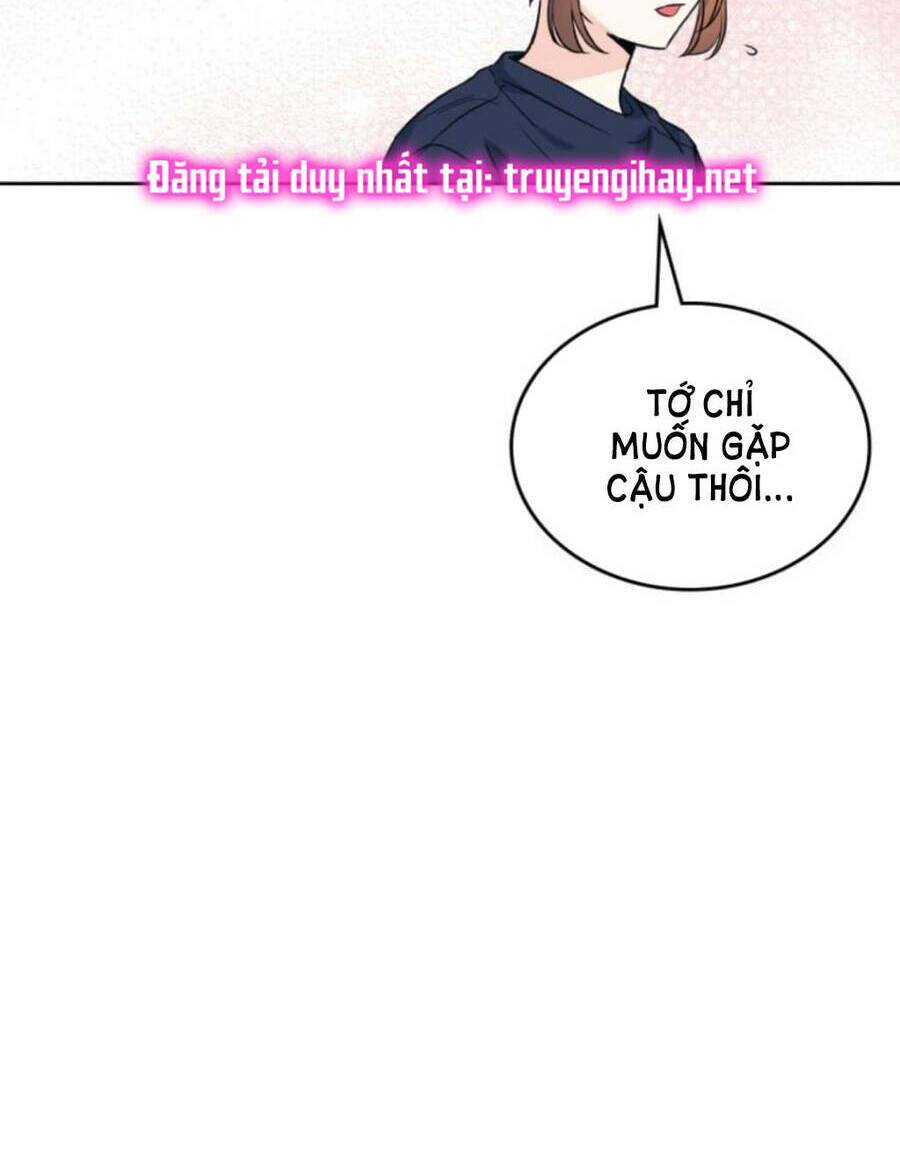 Đăng tải duy nhất tại: truyengihay.net
TỚ CHỈ
MUỐN GẶP
CẬU THÔI...